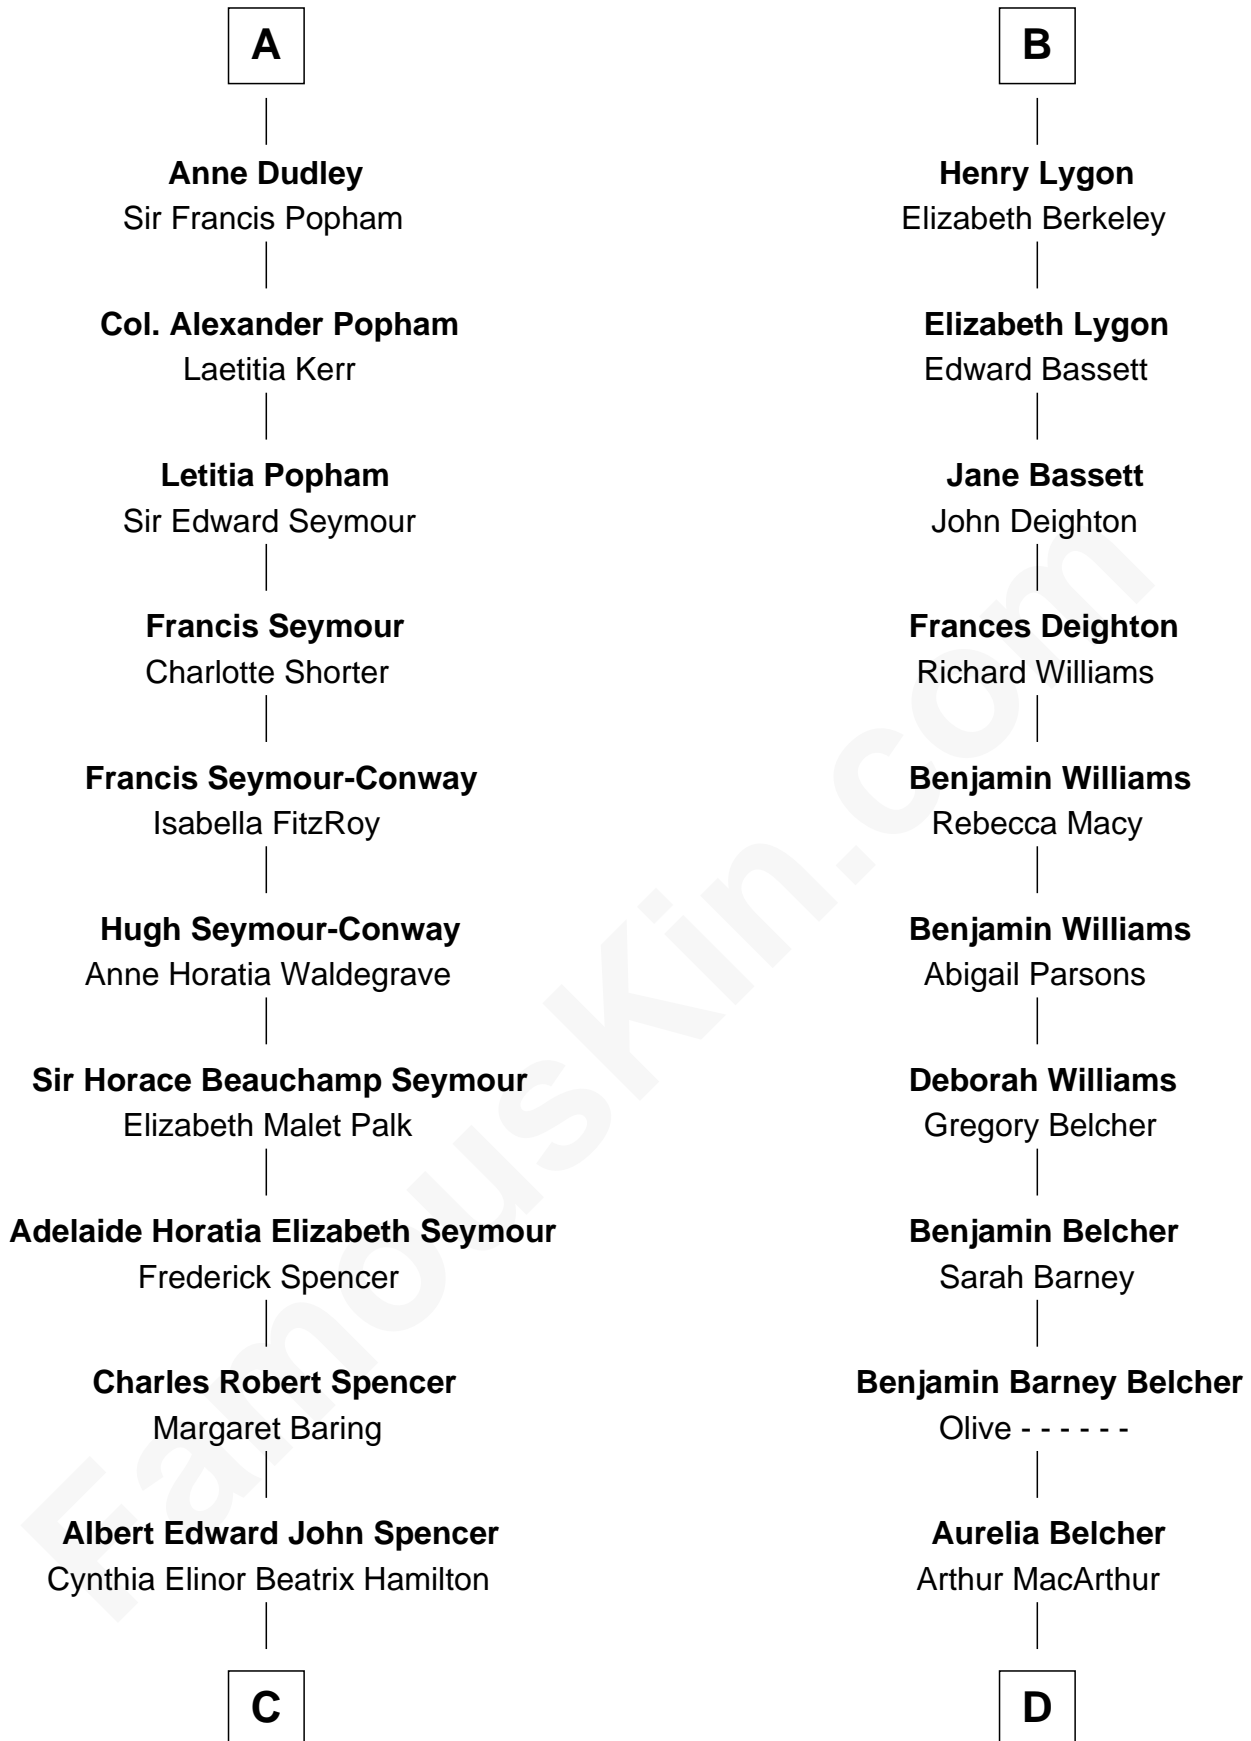 A
Anne Dudley
Sir Francis Popham
Col. Alexander Popham
Laetitia Kerr
Letitia Popham
Sir Edward Seymour
Francis Seymour
Charlotte Shorter
Francis Seymour-Conway
Isabella FitzRoy
Hugh Seymour-Conway
Anne Horatia Waldegrave
Sir Horace Beauchamp Seymour
Elizabeth Malet Palk
Adelaide Horatia Elizabeth Seymour
Frederick Spencer
Charles Robert Spencer
Margaret Baring
Albert Edward John Spencer
Cynthia Elinor Beatrix Hamilton
C
B
Henry Lygon
Elizabeth Berkeley
Elizabeth Lygon
Edward Bassett
Jane Bassett
John Deighton
Frances Deighton
Richard Williams
Benjamin Williams
Rebecca Macy
Benjamin Williams
Abigail Parsons
Deborah Williams
Gregory Belcher
Benjamin Belcher
Sarah Barney
Benjamin Barney Belcher
Olive - - - - - -
Aurelia Belcher
Arthur MacArthur
D
FamousKin.com